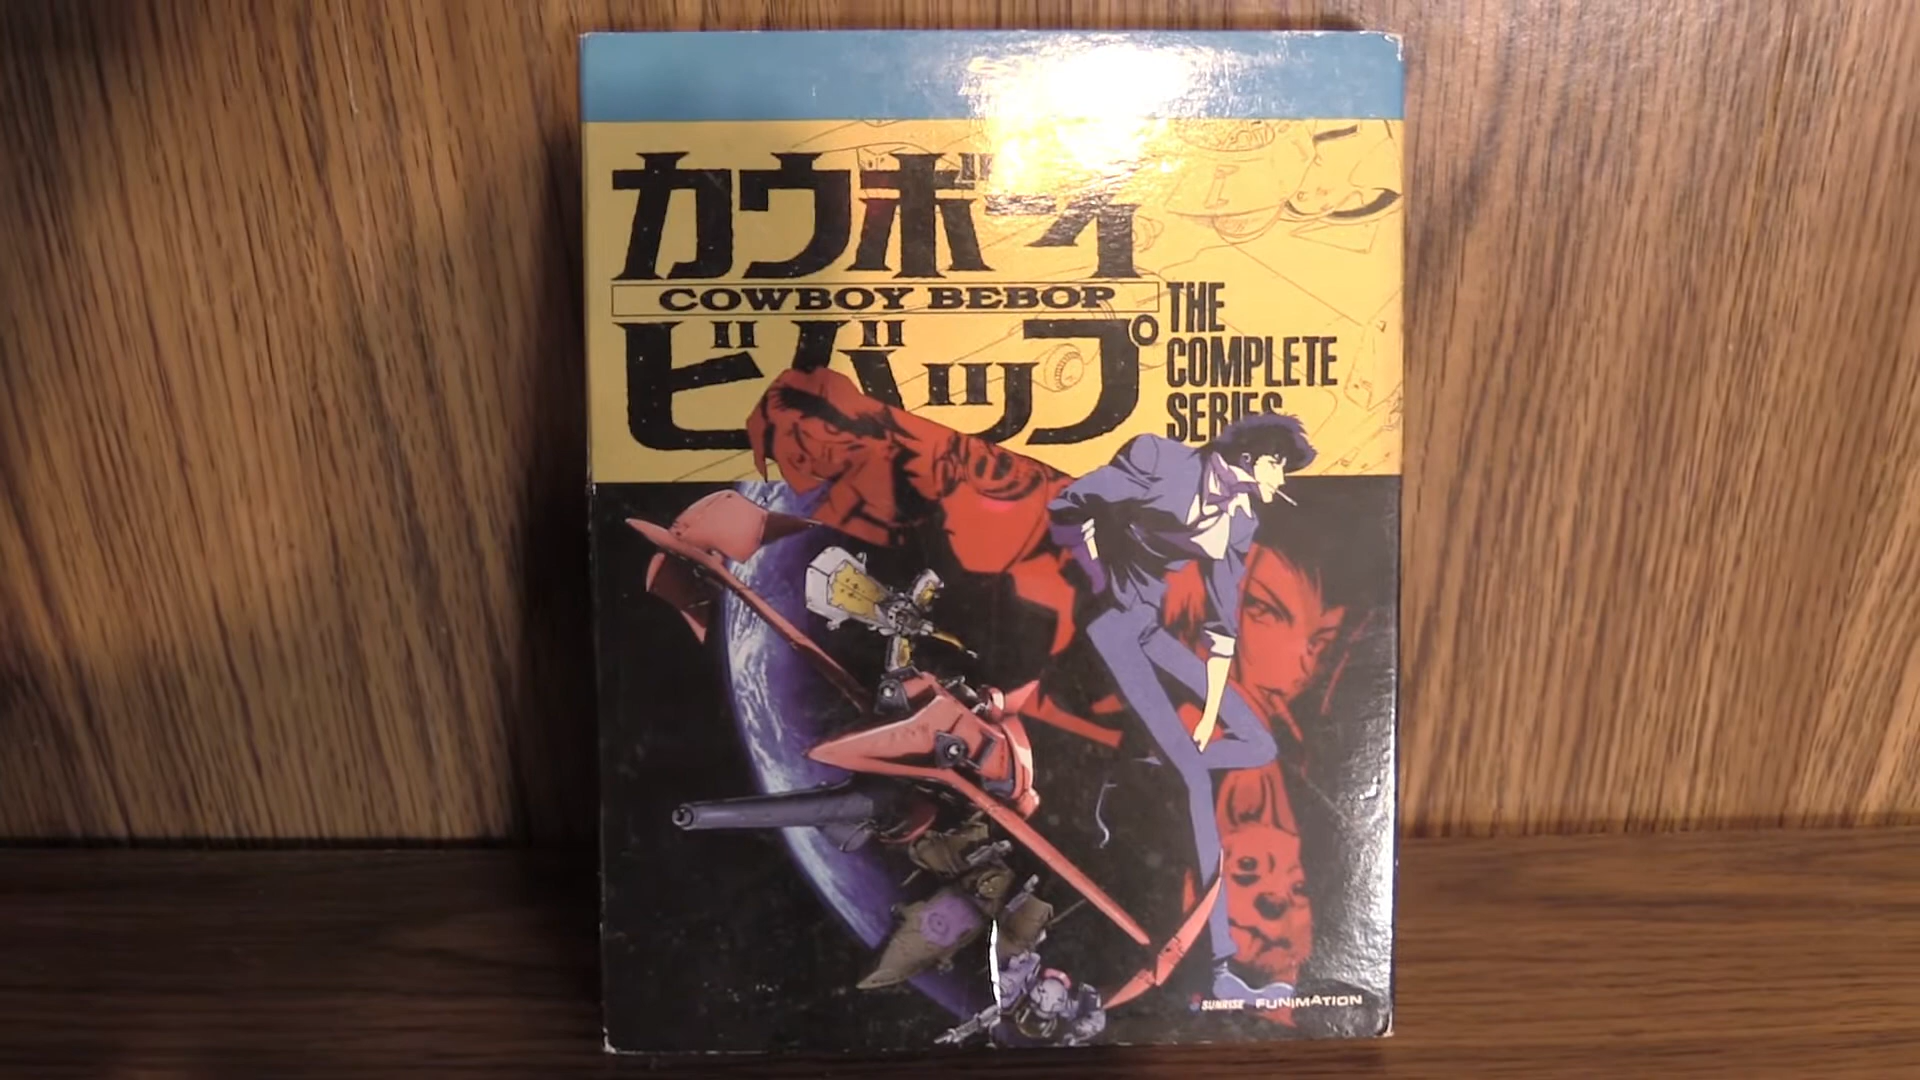 カウボーイ
COWBOY BEBOP
ビバップ
THE
COMPLETE
SERIES
SUNRISE FUNIMATION